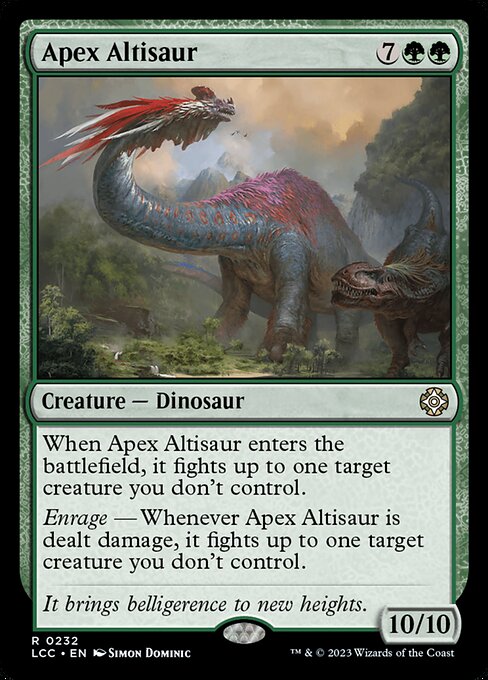 Apex Altisaur 7
Creature — Dinosaur
When Apex Altisaur enters the
battlefield, it fights up to one target
creature you don't control.
Enrage — Whenever Apex Altisaur is
dealt damage, it fights up to one target
creature you don't control.
It brings belligerence to new heights.
10/10
R 0232
LCC • EN Simon Dominic
™ & © 2023 Wizards of the Coast